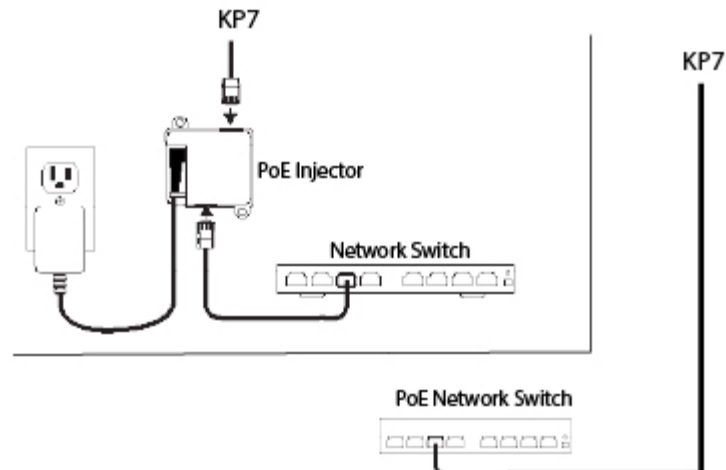 KP7
KP7
PoE Injector
Network Switch
PoE Network Switch